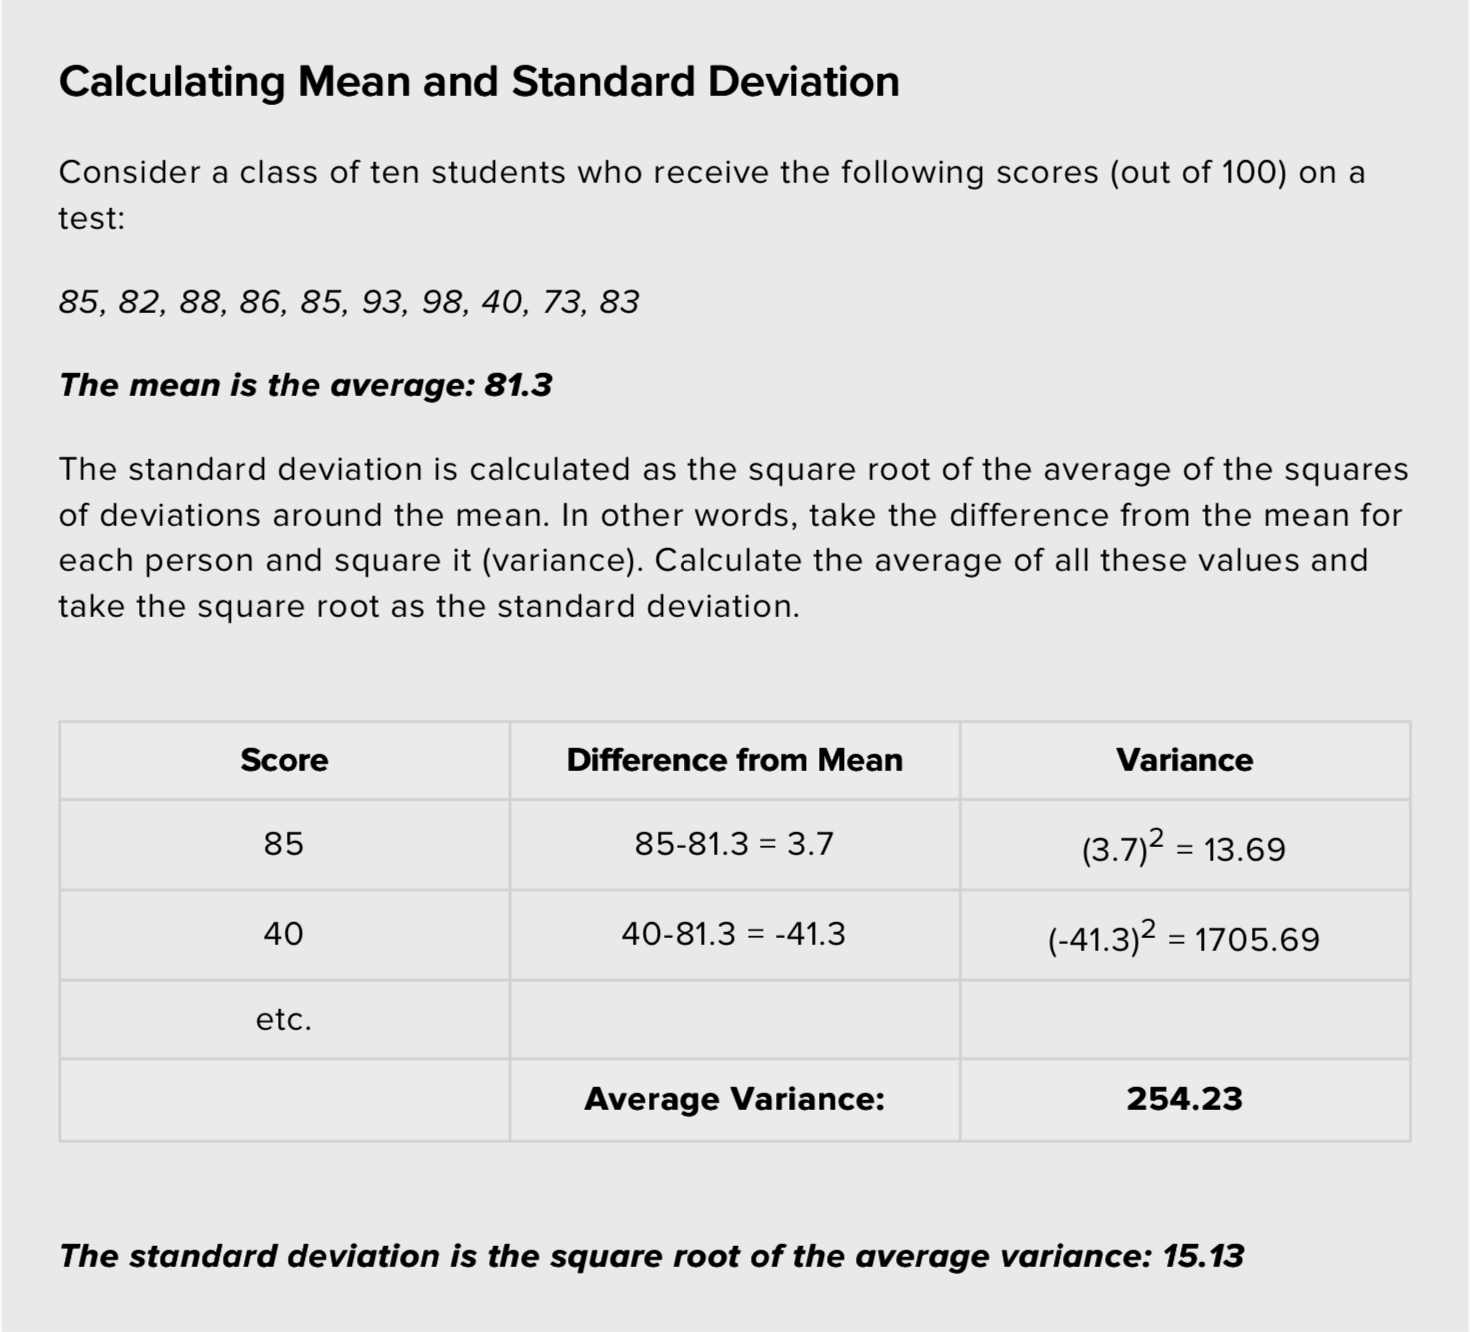 Calculating Mean and Standard Deviation
Consider a class of ten students who receive the following scores (out of 100) on a
test:
85, 82, 88, 86, 85, 93, 98, 40, 73, 83
The mean is the average: 81.3
The standard deviation is calculated as the square root of the average of the squares
of deviations around the mean. In other words, take the difference from the mean for
each person and square it (variance). Calculate the average of all these values and
take the square root as the standard deviation.
Score Difference from Mean Variance
85 85-81.3 = 3.7 (3.7)² = 13.69
40 40-81.3 = -41.3 (-41.3)² = 1705.69
etc.
Average Variance: 254.23
The standard deviation is the square root of the average variance: 15.13